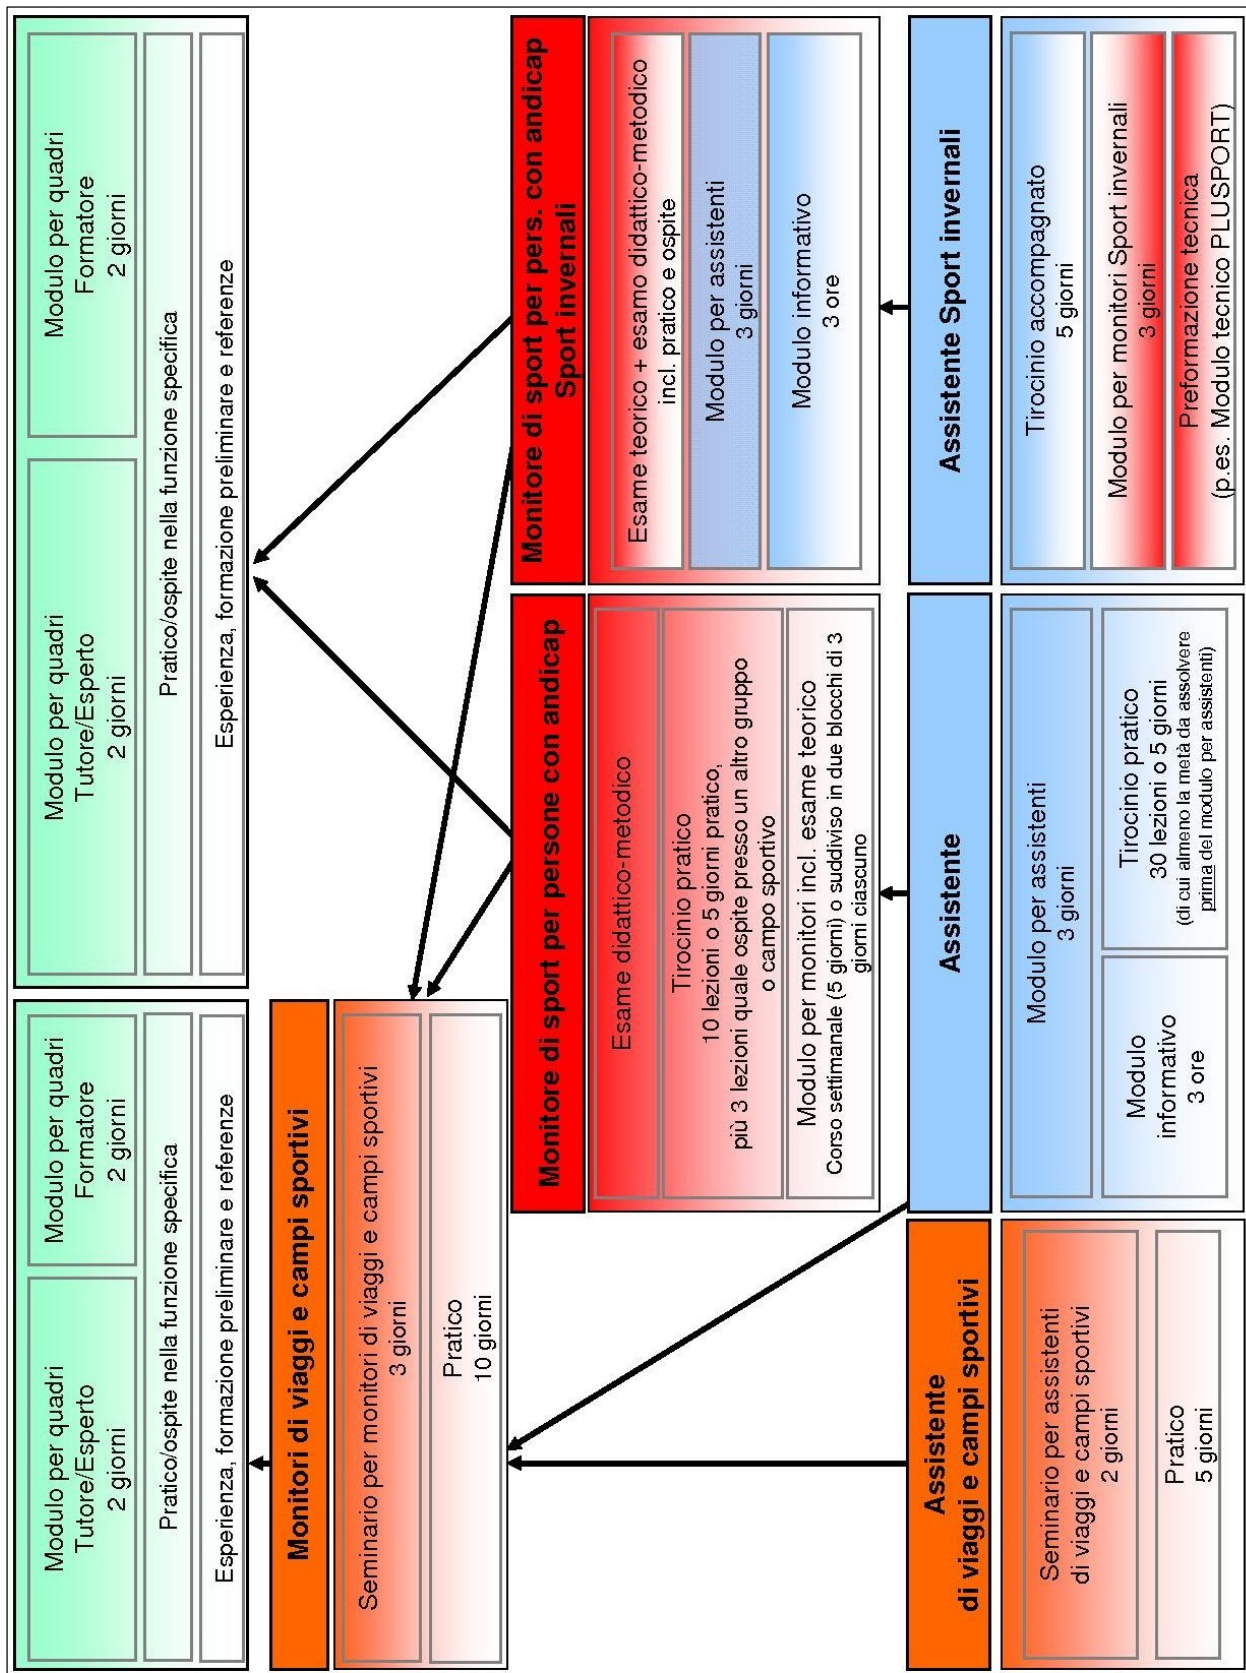 Modulo per quadri
Tutore/Esperto
2 giorni
Modulo per quadri
Formatore
2 giorni
Pratico/ospite nella funzione specifica
Esperienza, formazione preliminare e referenze
Modulo per quadri
Tutore/Esperto
2 giorni
Modulo per quadri
Formatore
2 giorni
Pratico/ospite nella funzione specifica
Esperienza, formazione preliminare e referenze
Monitori di viaggi e campi sportivi
Seminario per monitori di viaggi e campi sportivi
3 giorni
Pratico
10 giorni
Monitore di sport per persone con andicap
Esame didattico-metodico
Tirocinio pratico
10 lezioni o 5 giorni pratico,
più 3 lezioni quale ospite presso un altro gruppo
o campo sportivo
Modulo per monitori incl. esame teorico
Corso settimanale (5 giorni) o suddiviso in due blocchi di 3
giorni ciascuno
Monitore di sport per pers. con andicap
Sport invernali
Esame teorico + esamo didattico-metodico
incl. pratico e ospite
Modulo per assistenti
3 giorni
Modulo informativo
3 ore
Assistente
di viaggi e campi sportivi
Seminario per assistenti
di viaggi e campi sportivi
2 giorni
Pratico
5 giorni
Assistente
Modulo per assistenti
3 giorni
Modulo
informativo
3 ore
Tirocinio pratico
30 lezioni o 5 giorni
(di cui almeno la metà da assolvere
prima del modulo per assistenti)
Assistente Sport invernali
Tirocinio accompagnato
5 giorni
Modulo per monitori Sport invernali
3 giorni
Preformazione tecnica
(p.es. Modulo tecnico PLUSPORT)